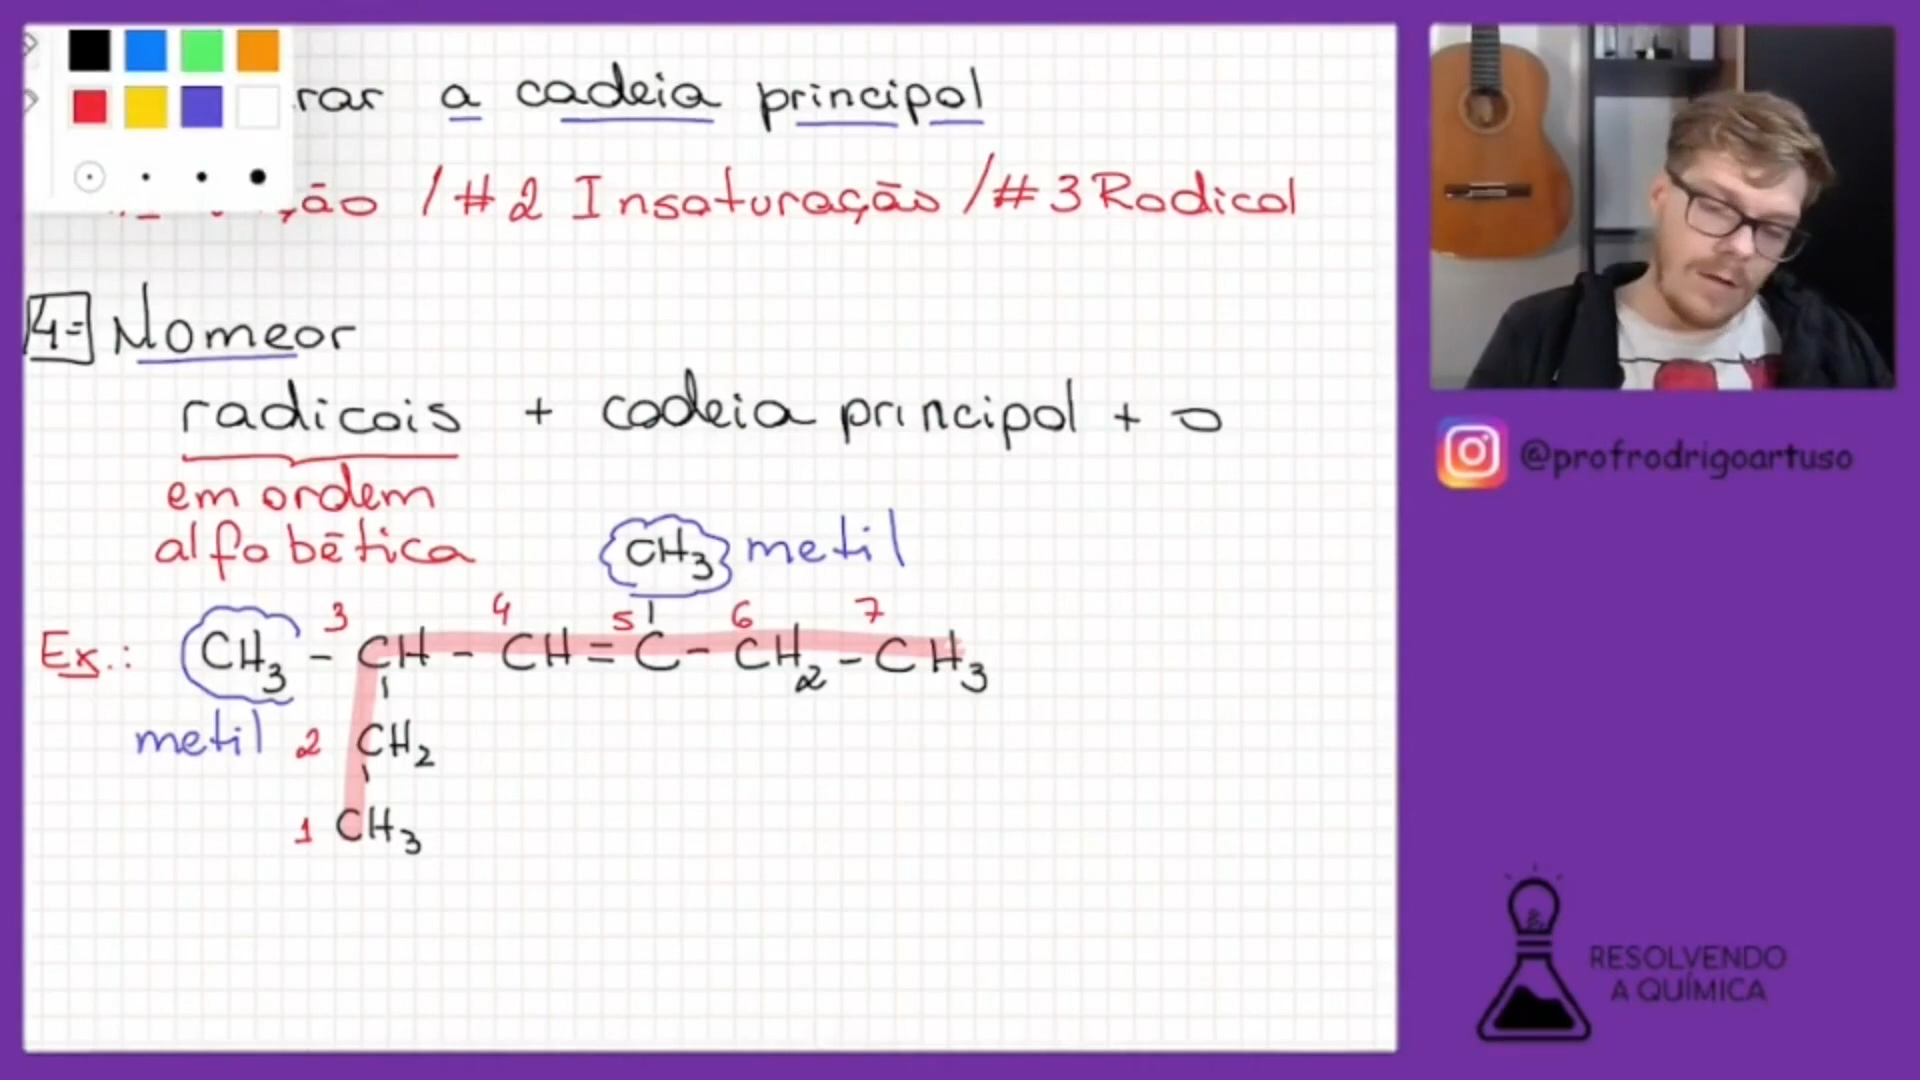 rar a cadeia principal
ção / #2 Insaturação / #3 Radical
4= Nomear
radicais + cadeia principal + o
em ordem
alfabética
CH3 metil
3 4 5 6 7
Ex.: CH3 - CH - CH = C - CH2 - CH3
metil 2 CH2
1 CH3
@profrodrigoartuso
RESOLVENDO
A QUÍMICA